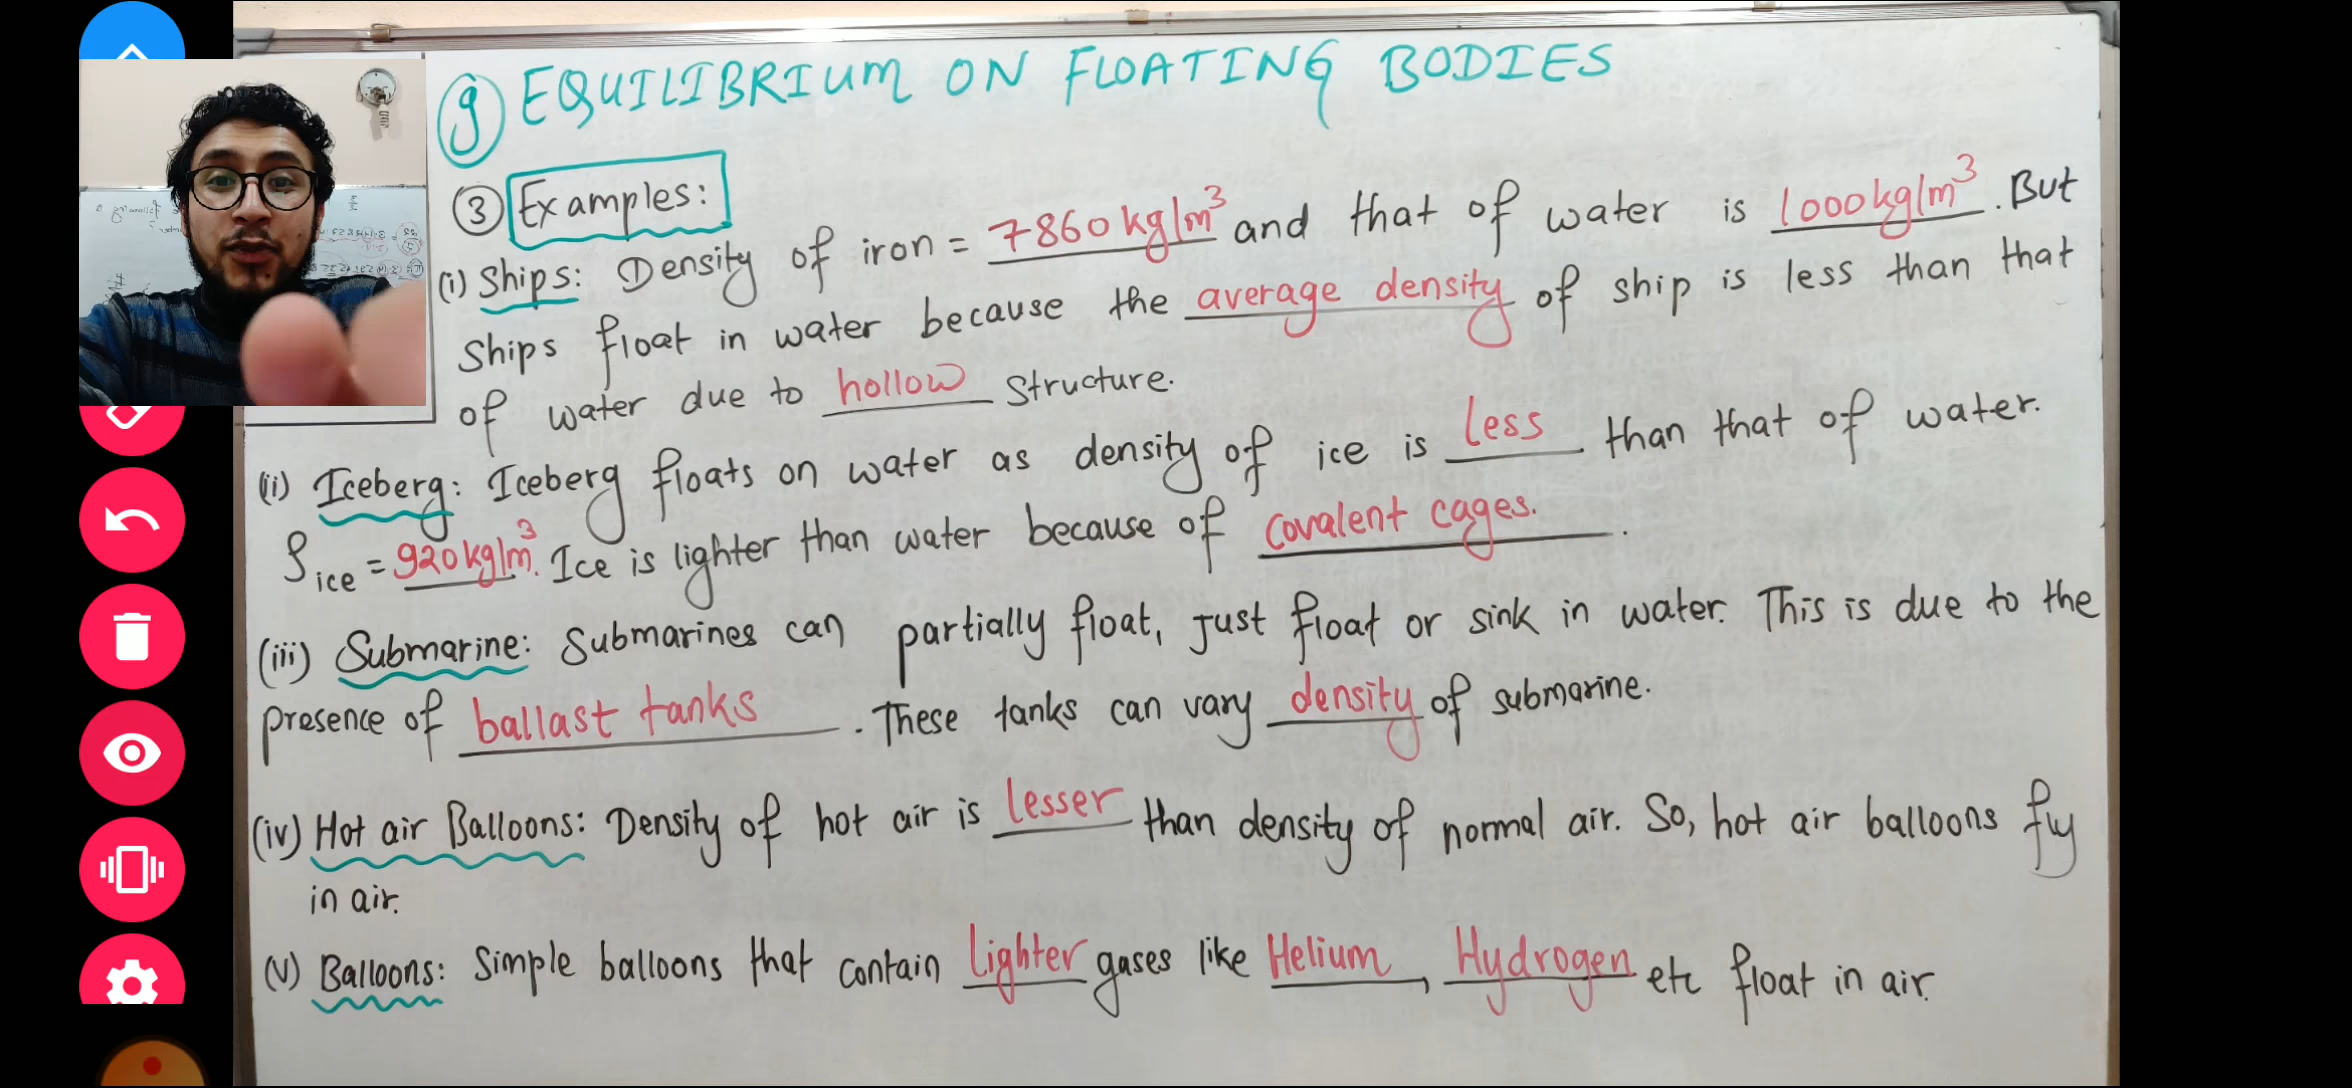 g EQUILIBRIUM ON FLOATING BODIES
3 Examples:
(i) Ships: Density of iron = 7860 kg/m³ and that of water is 1000kg/m³. But
Ships float in water because the average density of ship is less than that
of water due to hollow structure.
(ii) Iceberg: Iceberg floats on water as density of ice is less than that of water.
ρice = 920kg/m³. Ice is lighter than water because of covalent cages.
(iii) Submarine: Submarines can partially float, just float or sink in water. This is due to the
presence of ballast tanks. These tanks can vary density of submarine.
(iv) Hot air Balloons: Density of hot air is lesser than density of normal air. So, hot air balloons fly
in air.
(v) Balloons: Simple balloons that contain lighter gases like Helium, Hydrogen etc float in air.